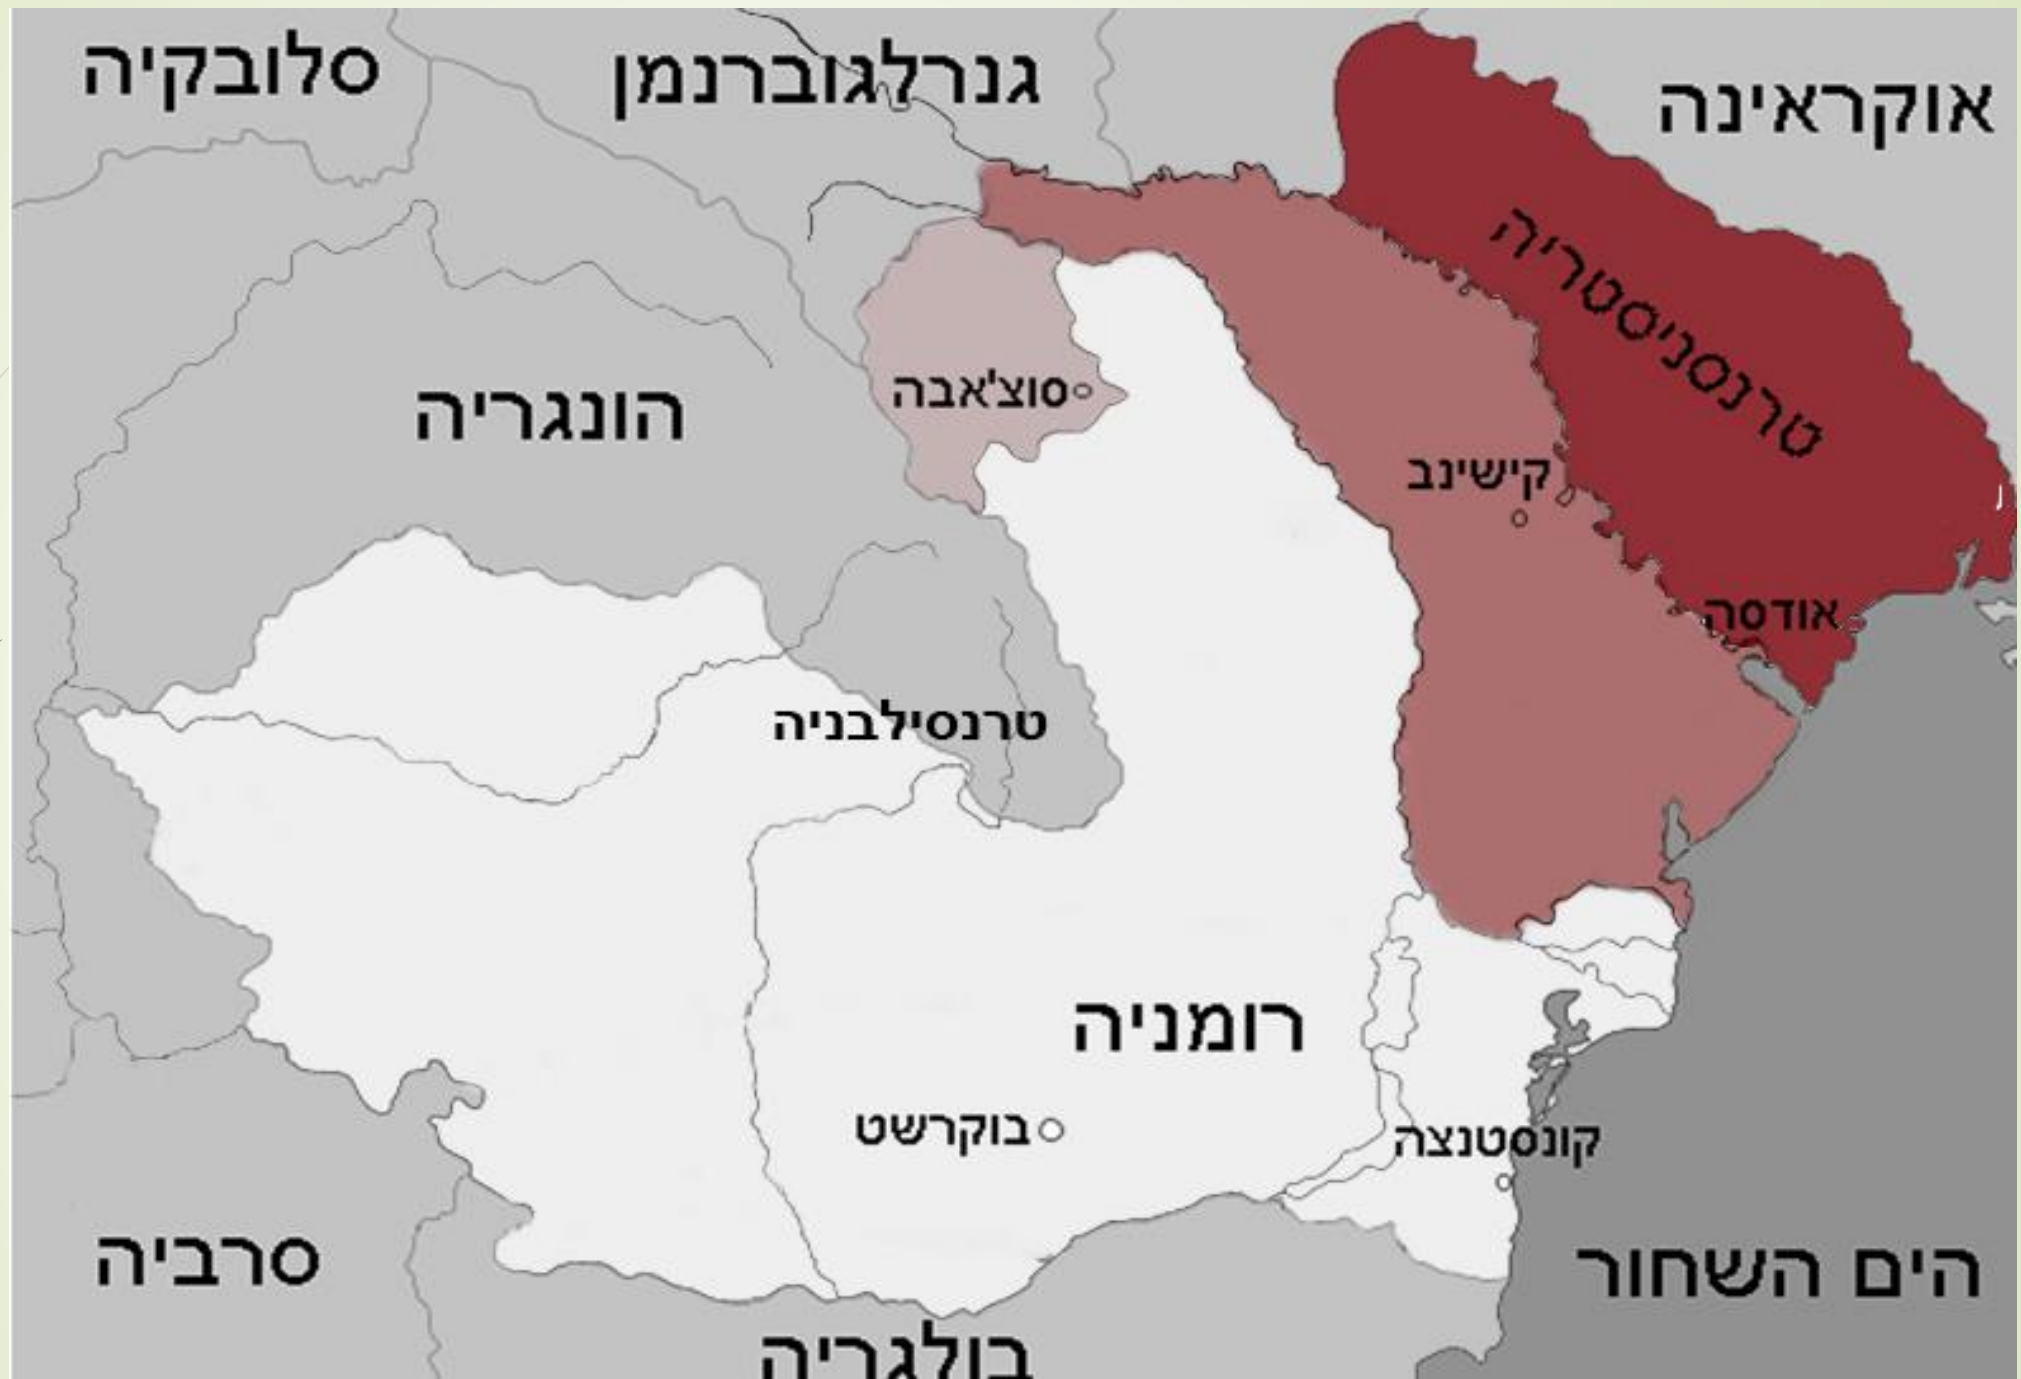 סלובקיה
גנרלגוברנמן
אוקראינה
טרנסניסטריה
הונגריה
סוצ'אבה
קישינב
אודסה
טרנסילבניה
רומניה
בוקרשט
קונסטנצה
סרביה
הים השחור
בולגריה